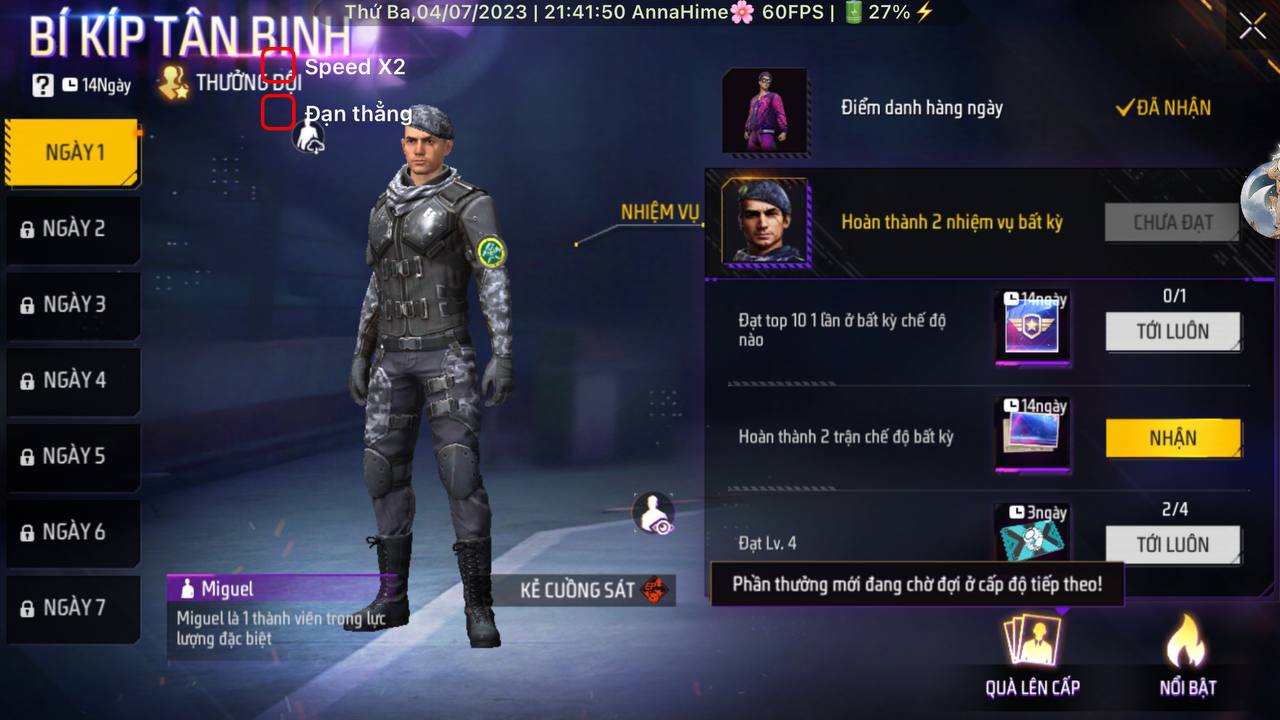 Thứ Ba,04/07/2023 | 21:41:50 AnnaHime🌸 60FPS | 🔋27%⚡
BÍ KÍP TÂN BINH
14Ngày
THƯỞNG ĐỘI
Speed X2
Đạn thẳng
NGÀY 1
NGÀY 2
NGÀY 3
NGÀY 4
NGÀY 5
NGÀY 6
NGÀY 7
Miguel
Miguel là 1 thành viên trong lực
lượng đặc biệt
KẺ CUỒNG SÁT
NHIỆM VỤ
Điểm danh hàng ngày
ĐÃ NHẬN
Hoàn thành 2 nhiệm vụ bất kỳ
CHƯA ĐẠT
Đạt top 10 1 lần ở bất kỳ chế độ
nào
14ngày
0/1
TỚI LUÔN
Hoàn thành 2 trận chế độ bất kỳ
14ngày
NHẬN
Đạt Lv. 4
3ngày
2/4
TỚI LUÔN
Phần thưởng mới đang chờ đợi ở cấp độ tiếp theo!
QUÀ LÊN CẤP
NỔI BẬT